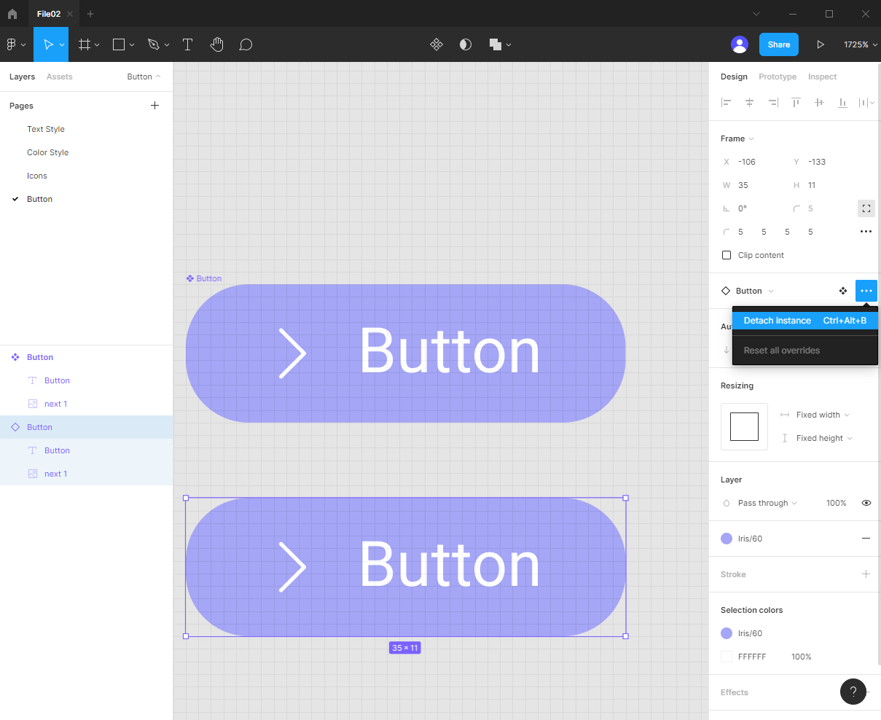 File02
Share
1725%
Layers
Assets
Button
Pages
Text Style
Color Style
Icons
Button
Button
Button
next 1
Button
Button
next 1
Button
Button
Button
35 × 11
Design
Prototype
Inspect
Frame
X -106
Y -133
W 35
H 11
0°
5
5 5 5 5
Clip content
Button
Detach instance Ctrl+Alt+B
Au
Reset all overrides
Resizing
Fixed width
Fixed height
Layer
Pass through 100%
Iris/60
Stroke
Selection colors
Iris/60
FFFFFF 100%
Effects
?